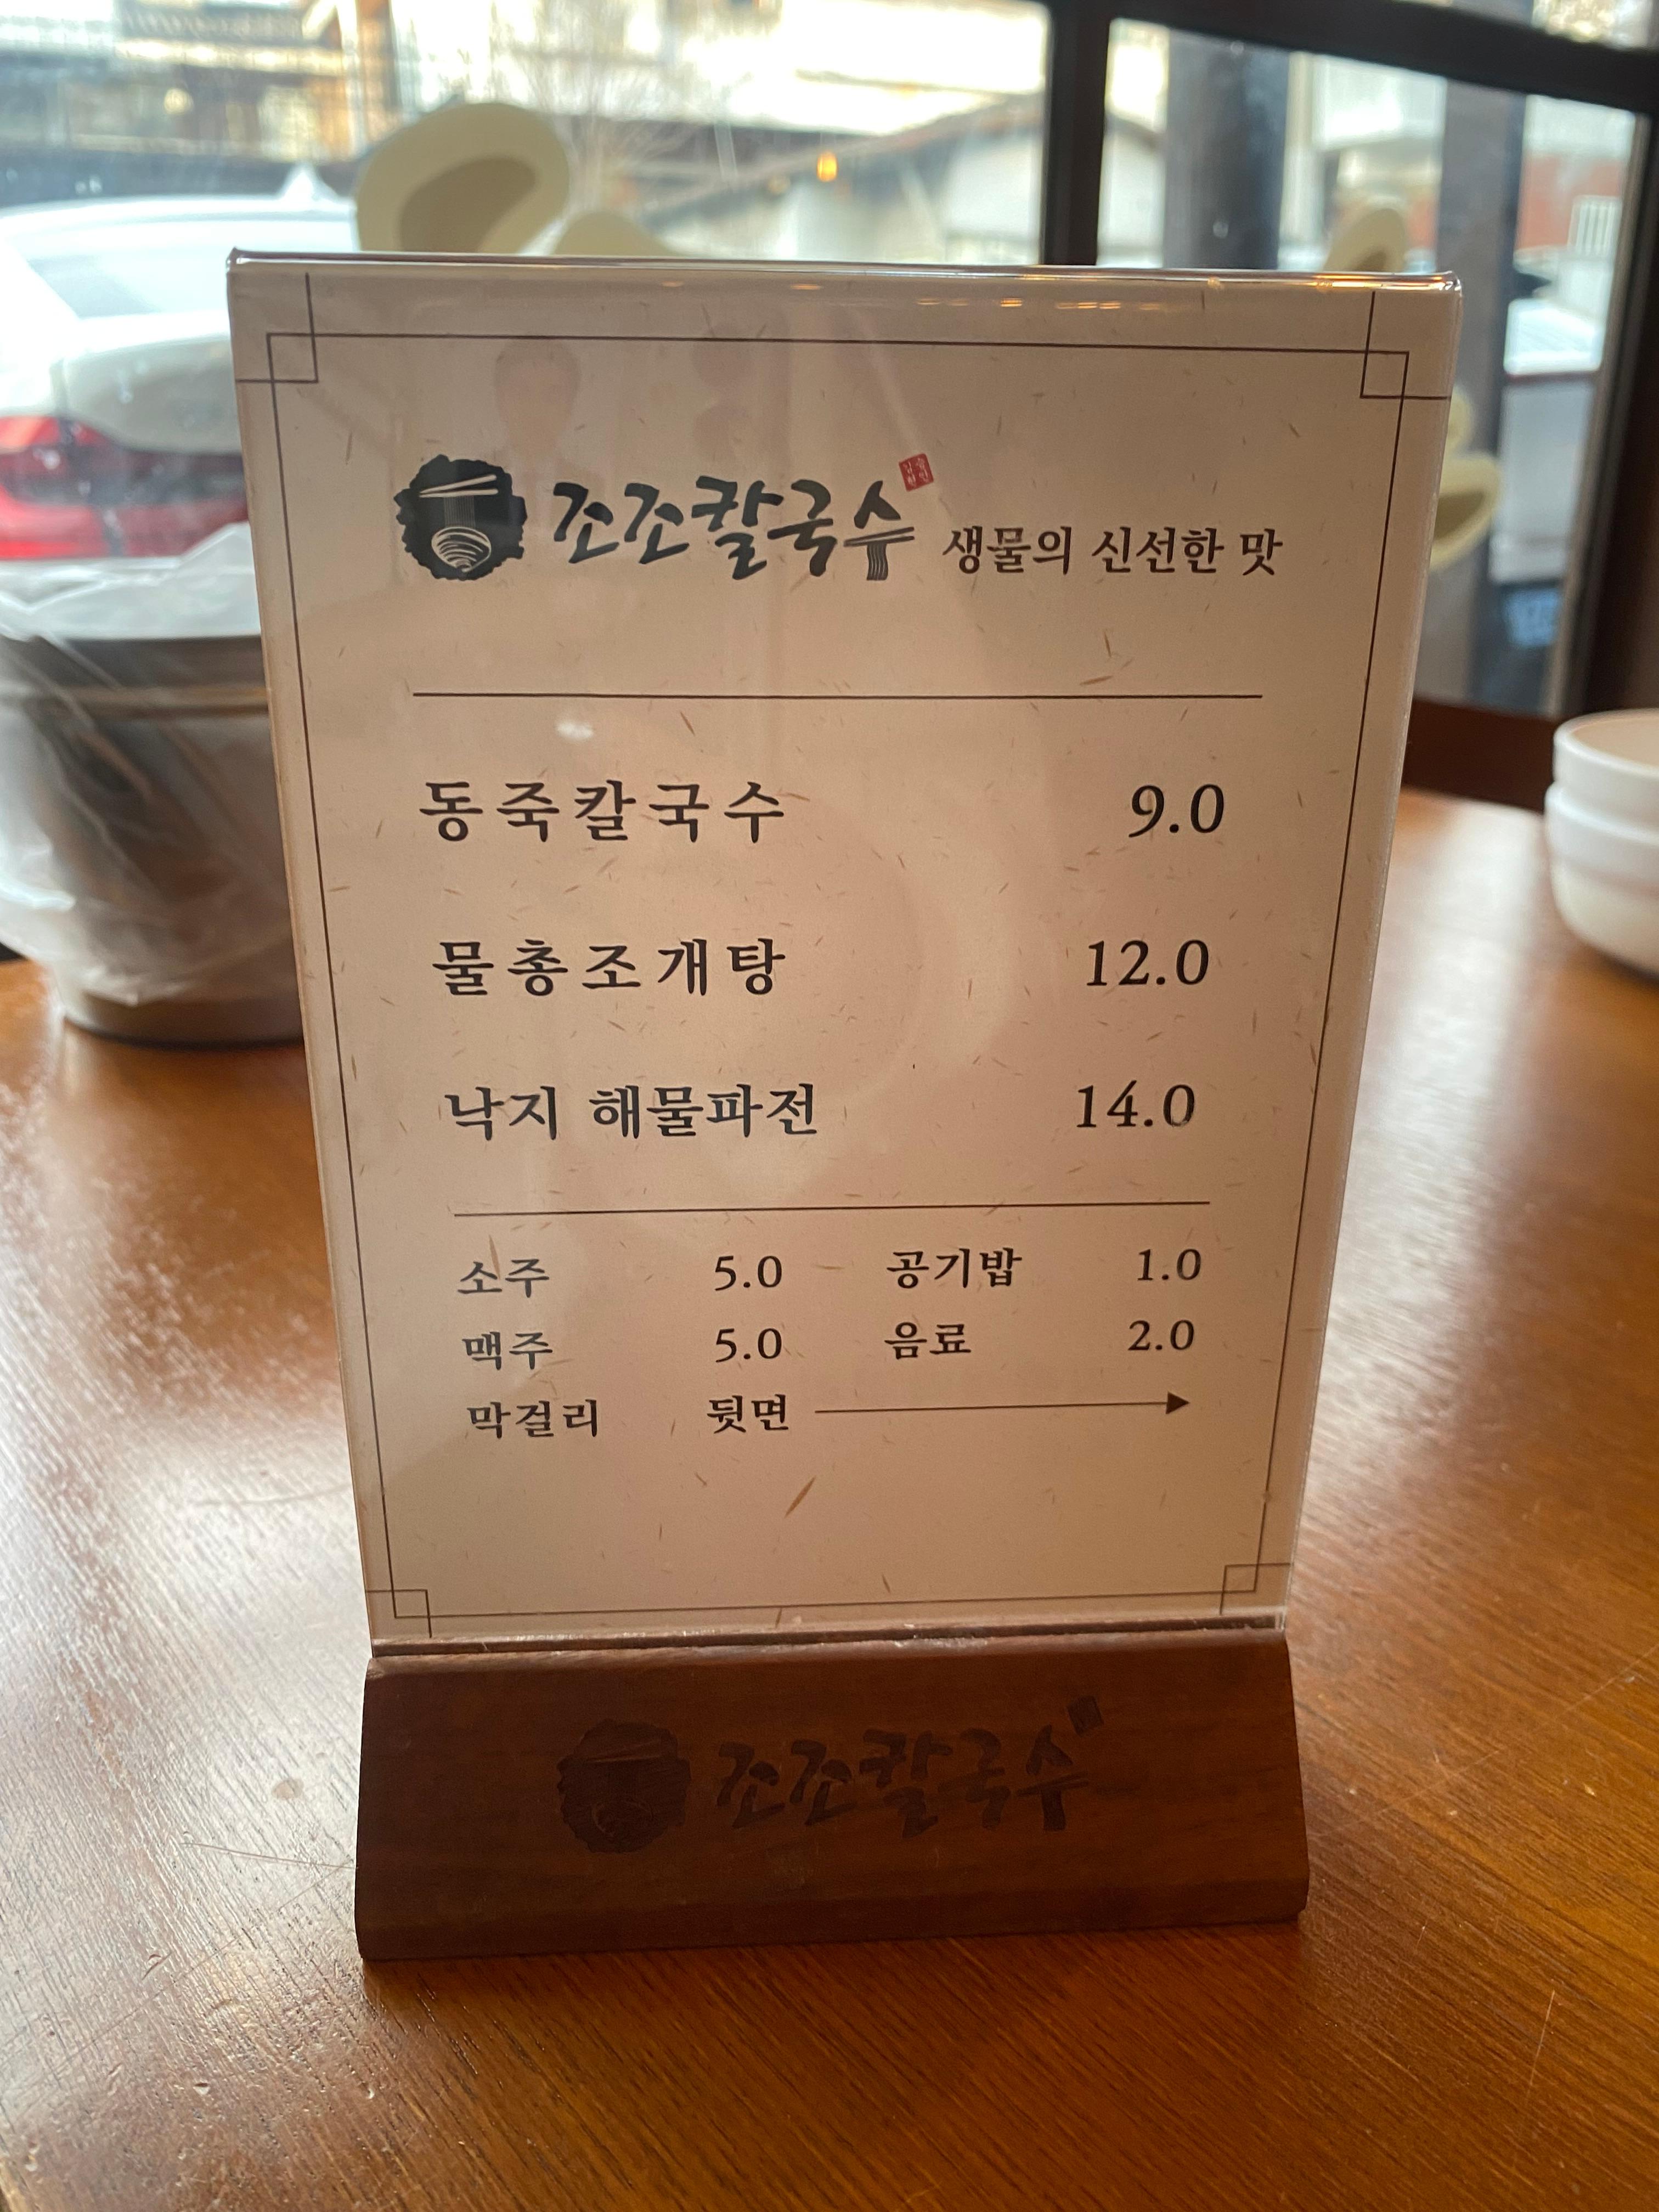 조조칼국수 생물의 신선한 맛
동죽칼국수 9.0
물총조개탕 12.0
낙지 해물파전 14.0
소주 5.0 공기밥 1.0
맥주 5.0 음료 2.0
막걸리 뒷면
조조칼국수